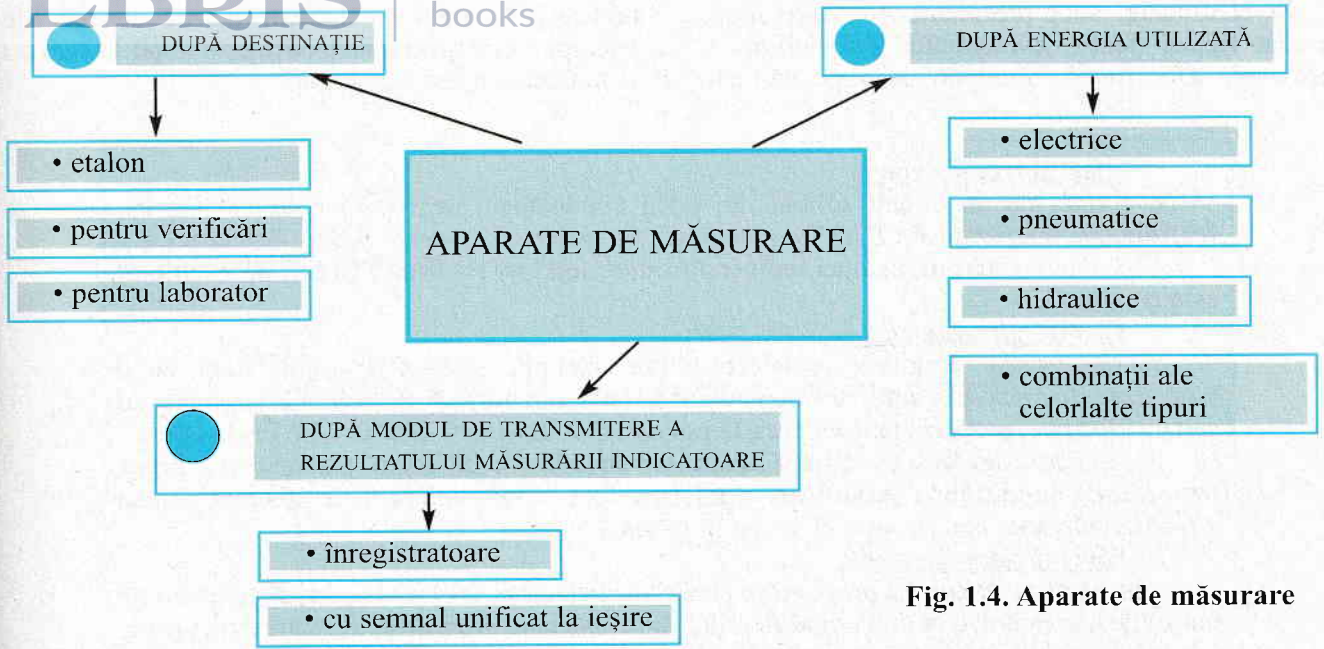 books
DUPĂ DESTINAȚIE
• etalon
• pentru verificări
• pentru laborator
APARATE DE MĂSURARE
DUPĂ ENERGIA UTILIZATĂ
• electrice
• pneumatice
• hidraulice
• combinații ale
celorlalte tipuri
DUPĂ MODUL DE TRANSMITERE A
REZULTATULUI MĂSURĂRII INDICATOARE
• înregistratoare
• cu semnal unificat la ieșire
Fig. 1.4. Aparate de măsurare